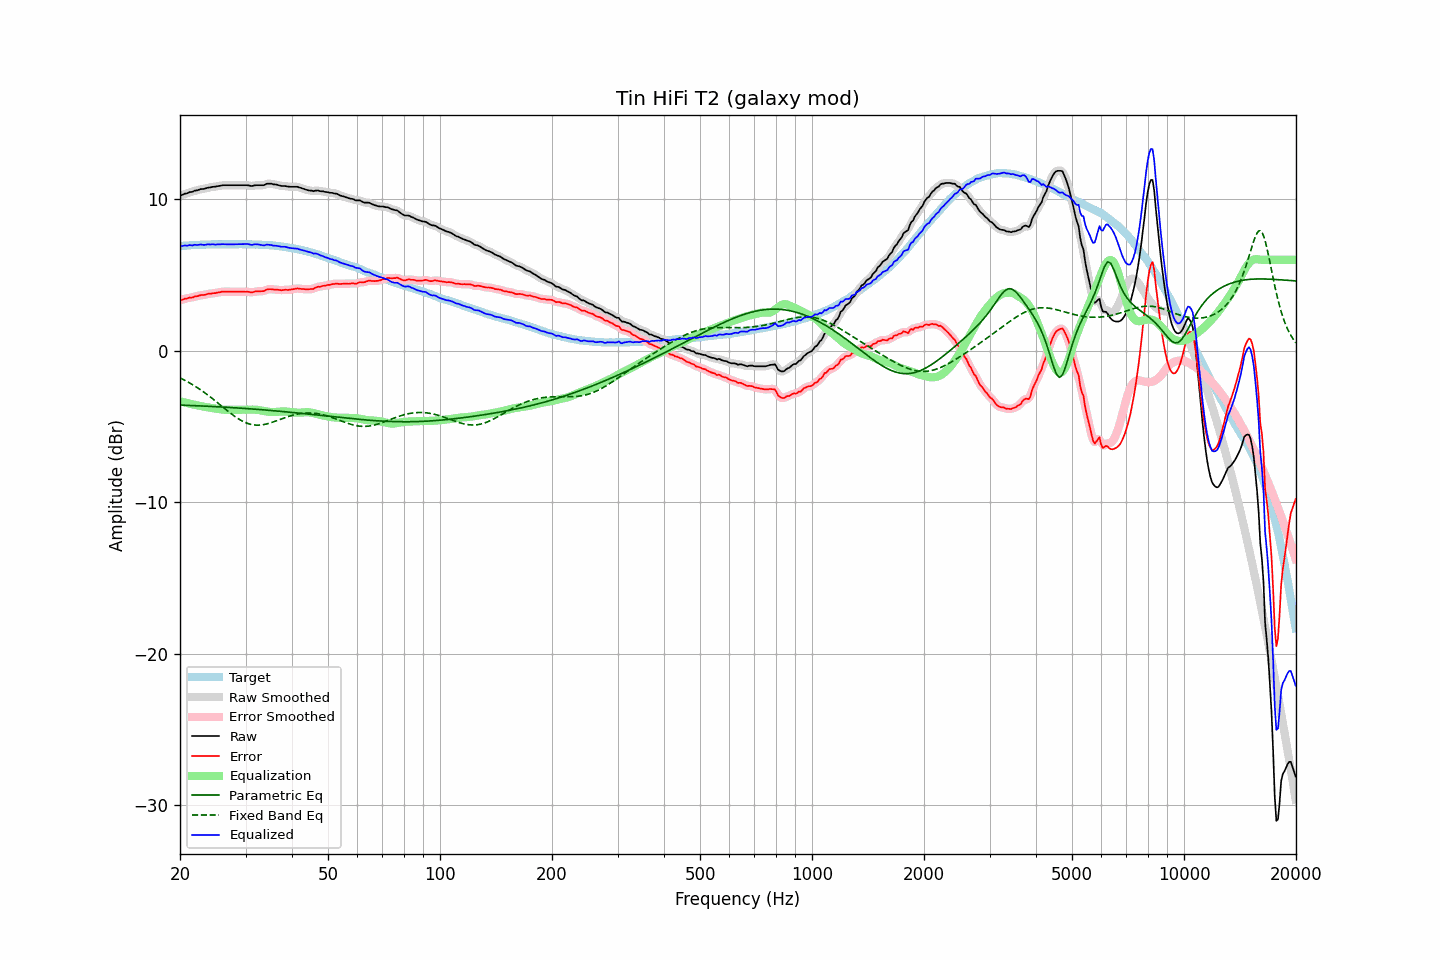 Tin HiFi T2 (galaxy mod)
Amplitude (dBr)
10
0
−10
−20
−30
Target
Raw Smoothed
Error Smoothed
Raw
Error
Equalization
Parametric Eq
Fixed Band Eq
Equalized
20 50 100 200 500 1000 2000 5000 10000 20000
Frequency (Hz)